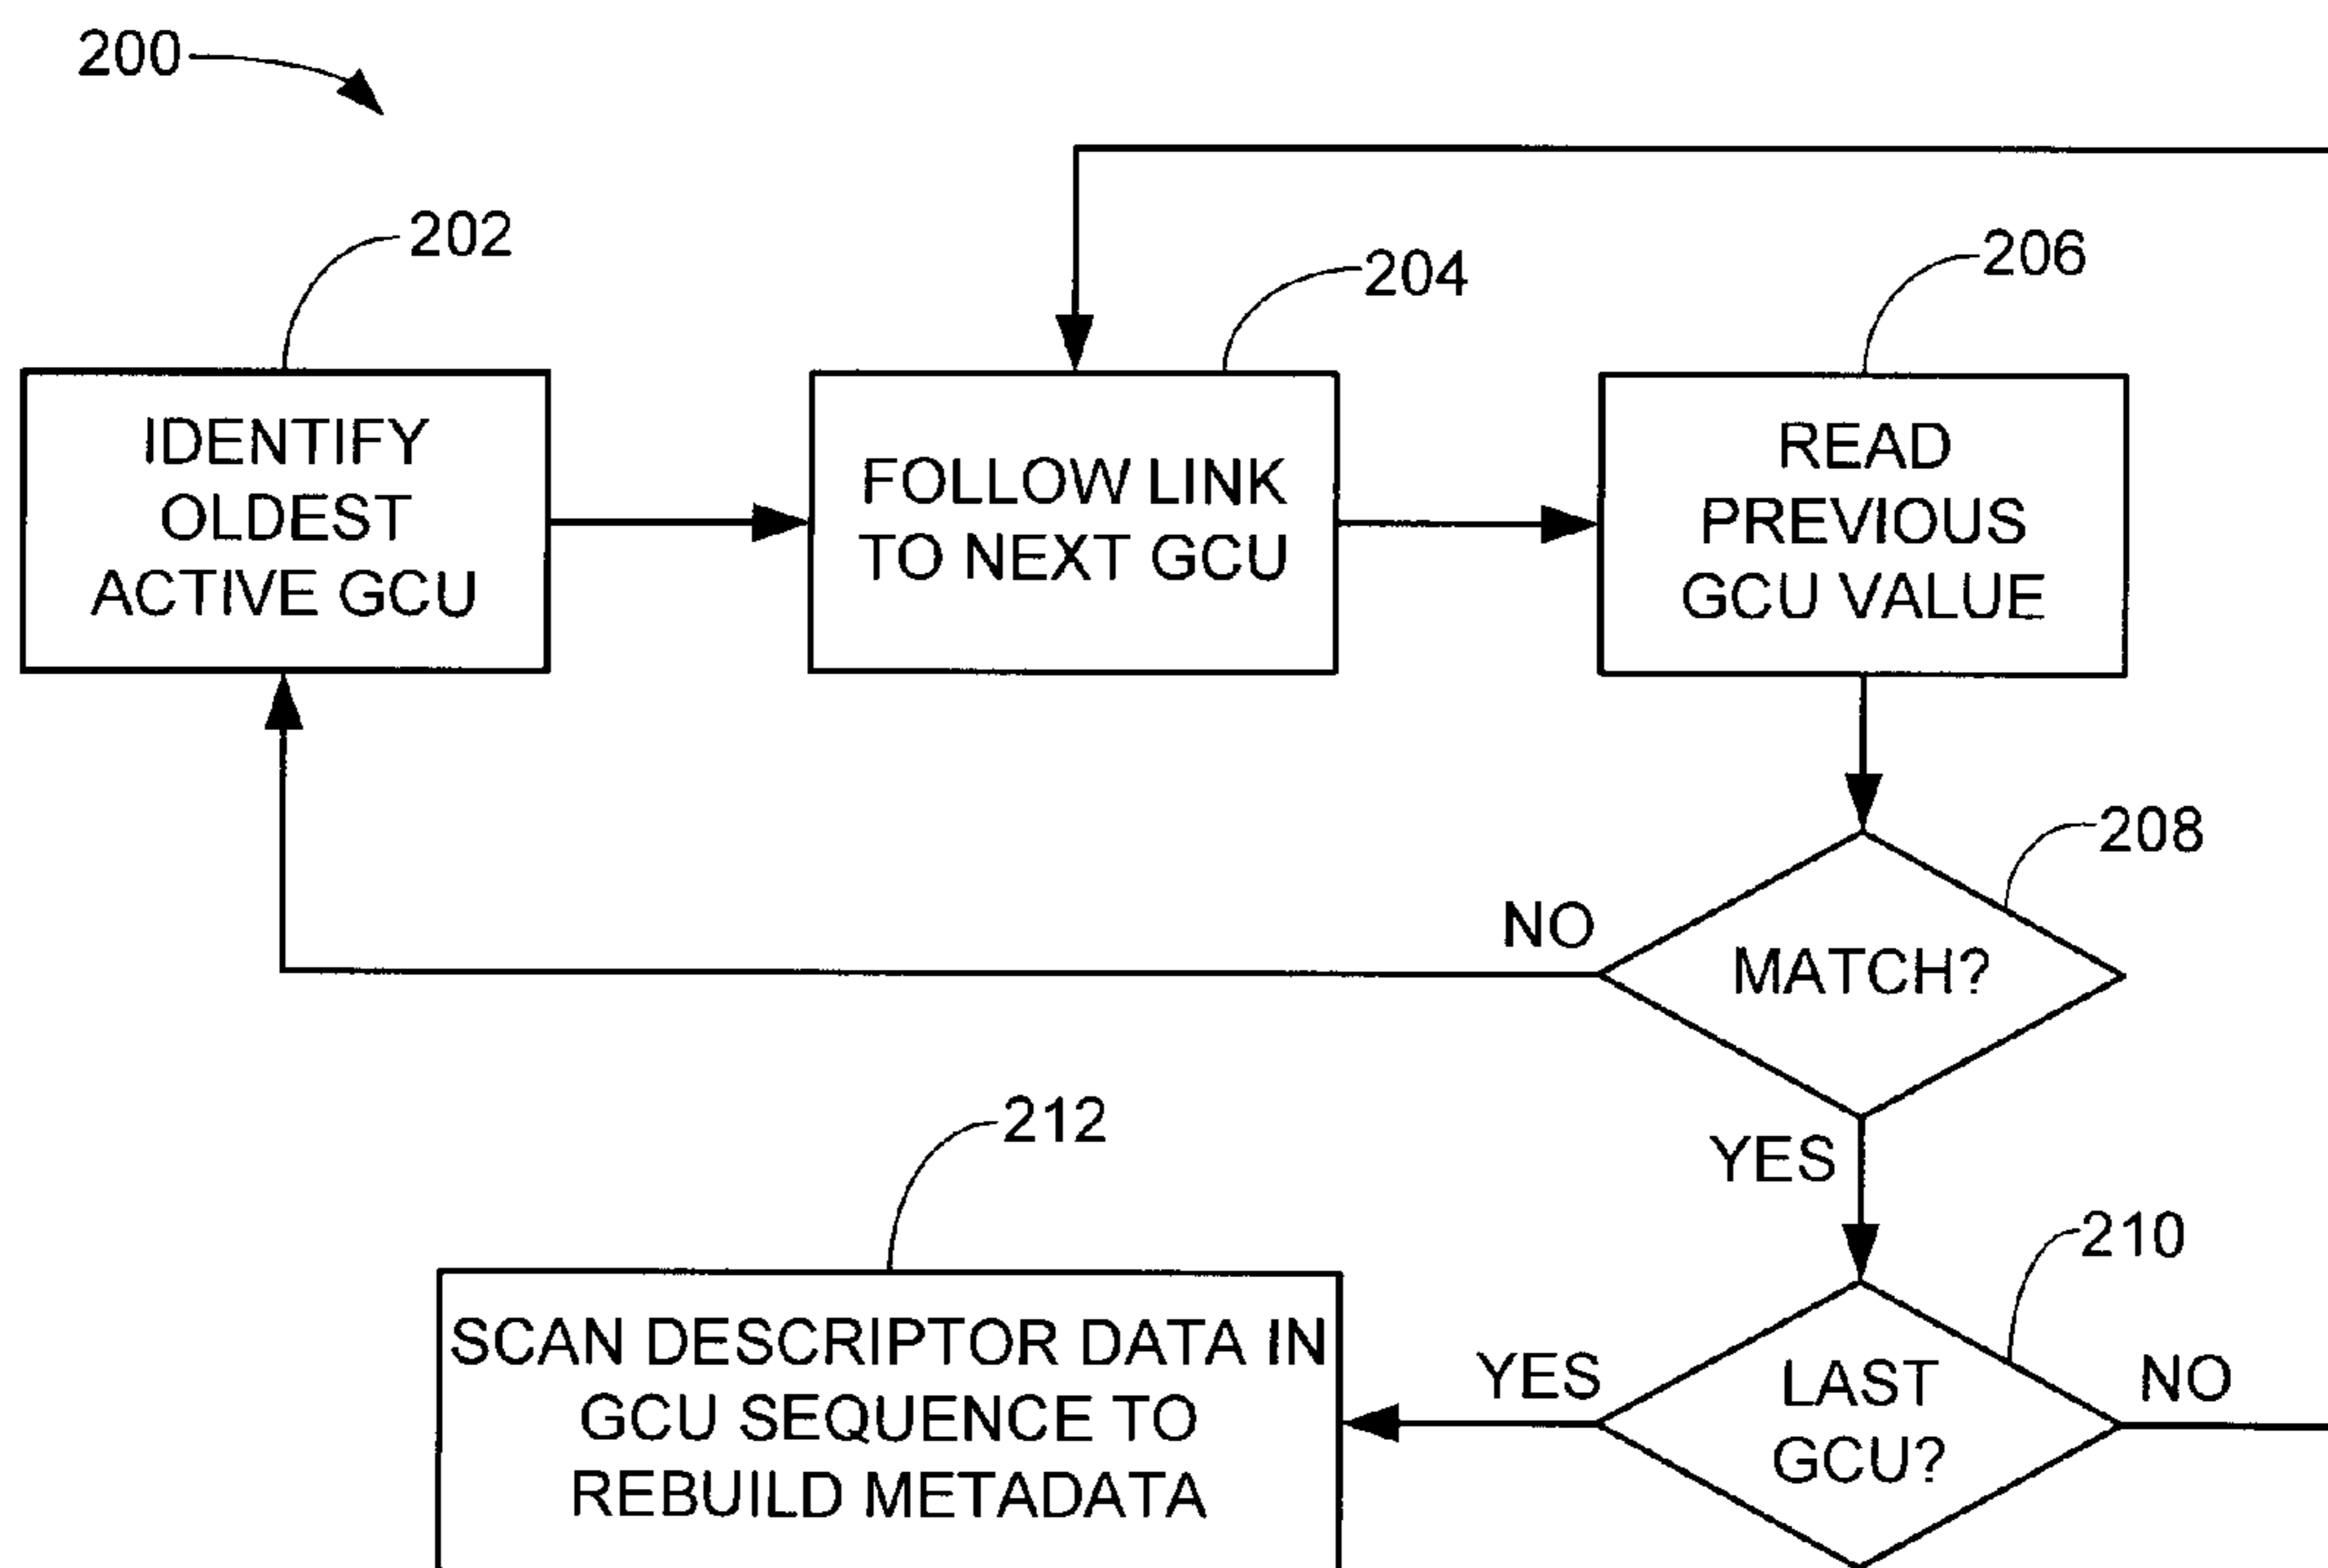 200
202
204
206
IDENTIFY
OLDEST
ACTIVE GCU
FOLLOW LINK
TO NEXT GCU
READ
PREVIOUS
GCU VALUE
208
NO
MATCH?
YES
212
210
SCAN DESCRIPTOR DATA IN
GCU SEQUENCE TO
REBUILD METADATA
YES
LAST
GCU?
NO